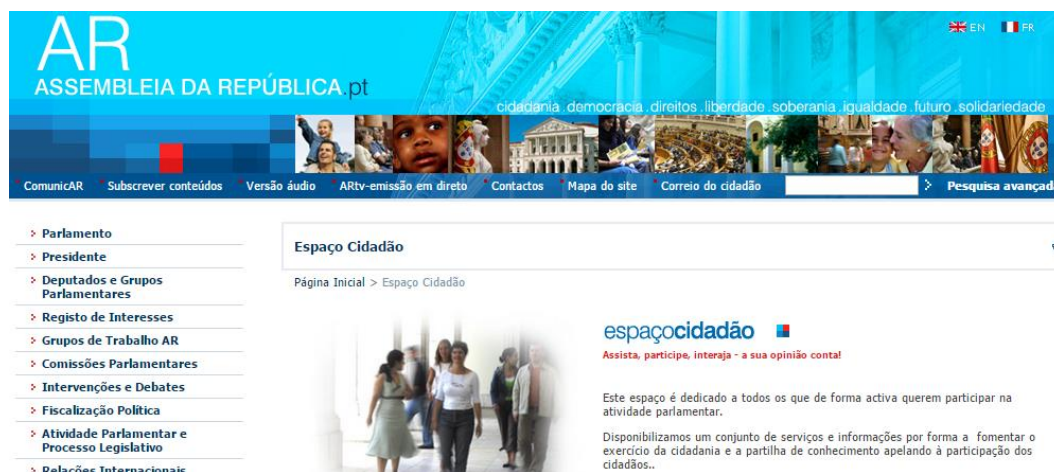 AR
EN FR
ASSEMBLEIA DA REPÚBLICA.pt
cidadania .democracia .direitos .liberdade .soberania .igualdade .futuro .solidariedade
ComunicAR Subscrever conteúdos Versão áudio ARtv-emissão em direto Contactos Mapa do site Correio do cidadão Pesquisa avançad
Parlamento
Presidente
Deputados e Grupos
Parlamentares
Registo de Interesses
Grupos de Trabalho AR
Comissões Parlamentares
Intervenções e Debates
Fiscalização Política
Atividade Parlamentar e
Processo Legislativo
Relações Internacionais
Espaço Cidadão
Página Inicial > Espaço Cidadão
espaçocidadão
Assista, participe, interaja - a sua opinião conta!
Este espaço é dedicado a todos os que de forma activa querem participar na
atividade parlamentar.
Disponibilizamos um conjunto de serviços e informações por forma a fomentar o
exercício da cidadania e a partilha de conhecimento apelando à participação dos
cidadãos..